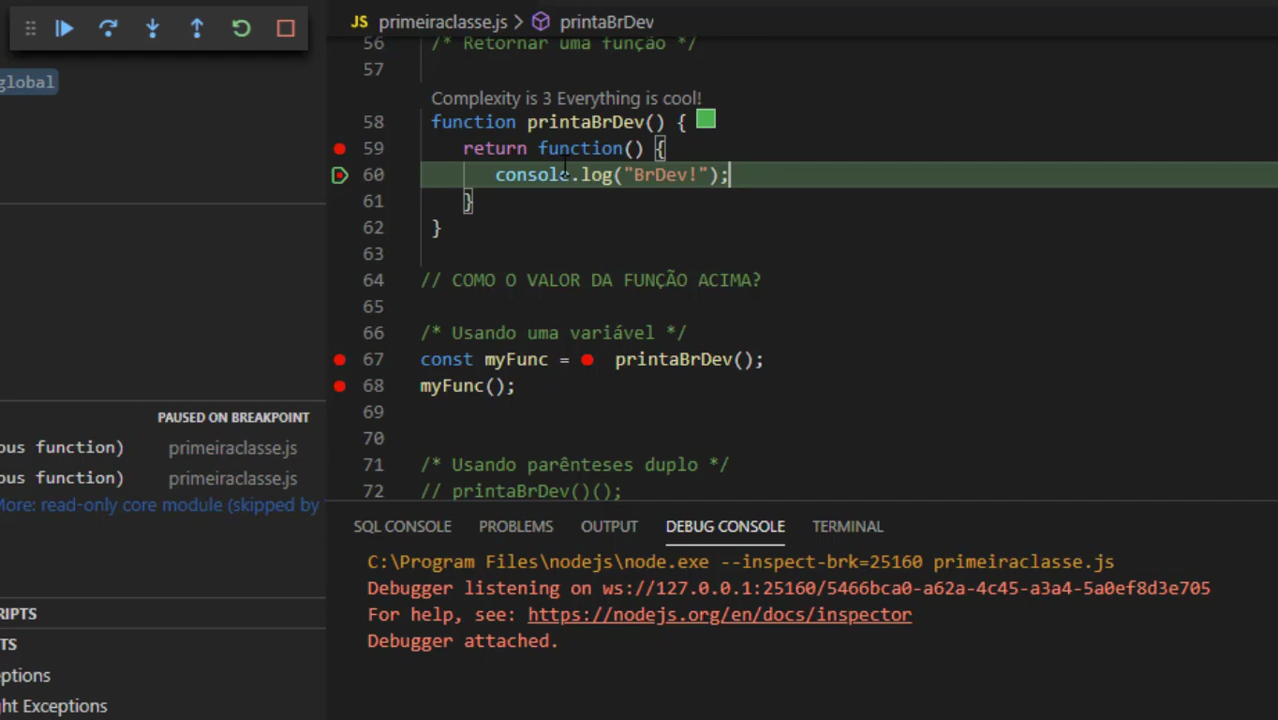 global
PAUSED ON BREAKPOINT
ous function) primeiraclasse.js
ous function) primeiraclasse.js
More: read-only core module (skipped by
RIPTS
TS
eptions
ht Exceptions
JS primeiraclasse.js > printaBrDev
56 /* Retornar uma função */
57
Complexity is 3 Everything is cool!
58 function printaBrDev() {
59 return function() {
60 console.log("BrDev!");
61 }
62 }
63
64 // COMO O VALOR DA FUNÇÃO ACIMA?
65
66 /* Usando uma variável */
67 const myFunc = printaBrDev();
68 myFunc();
69
70
71 /* Usando parênteses duplo */
72 // printaBrDev()();
SQL CONSOLE PROBLEMS OUTPUT DEBUG CONSOLE TERMINAL
C:\Program Files\nodejs\node.exe --inspect-brk=25160 primeiraclasse.js
Debugger listening on ws://127.0.0.1:25160/5466bca0-a62a-4c45-a3a4-5a0ef8d3e705
For help, see: https://nodejs.org/en/docs/inspector
Debugger attached.